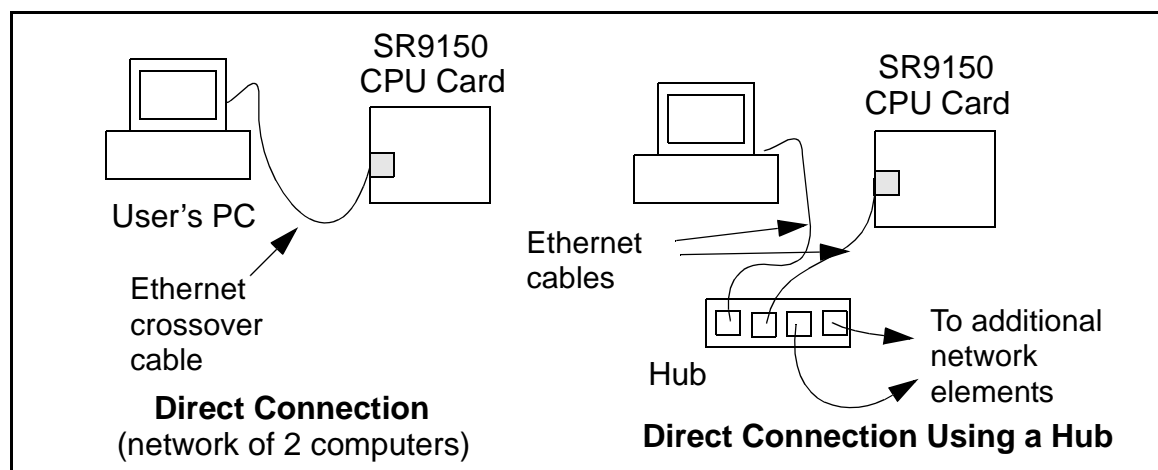 SR9150
CPU Card
User's PC
Ethernet
crossover
cable
Direct Connection
(network of 2 computers)
SR9150
CPU Card
Ethernet
cables
Hub
To additional
network
elements
Direct Connection Using a Hub